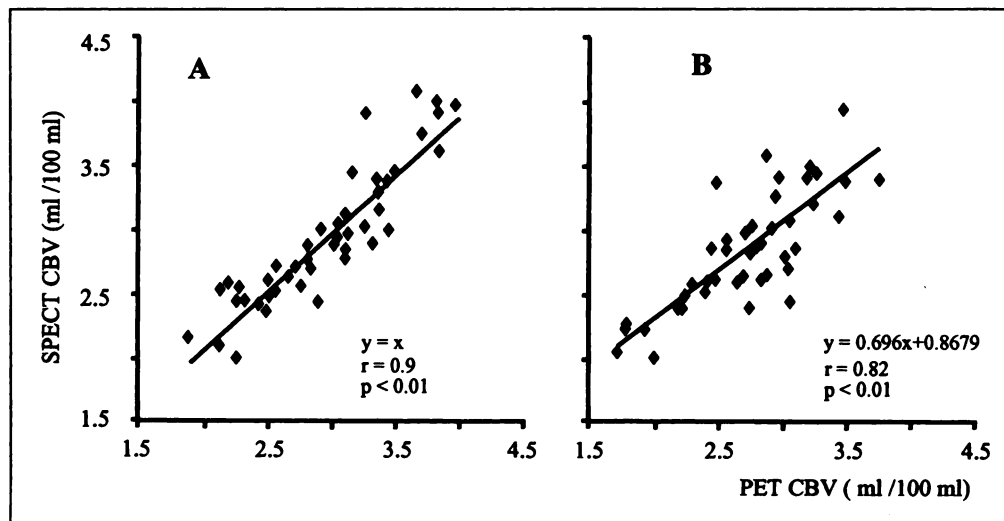 A
B
SPECT CBV (ml /100 ml)
4.5
3.5
2.5
1.5
y = x
r = 0.9
p < 0.01
1.5
2.5
3.5
4.5
y = 0.696x+0.8679
r = 0.82
p < 0.01
1.5
2.5
3.5
4.5
PET CBV ( ml /100 ml)